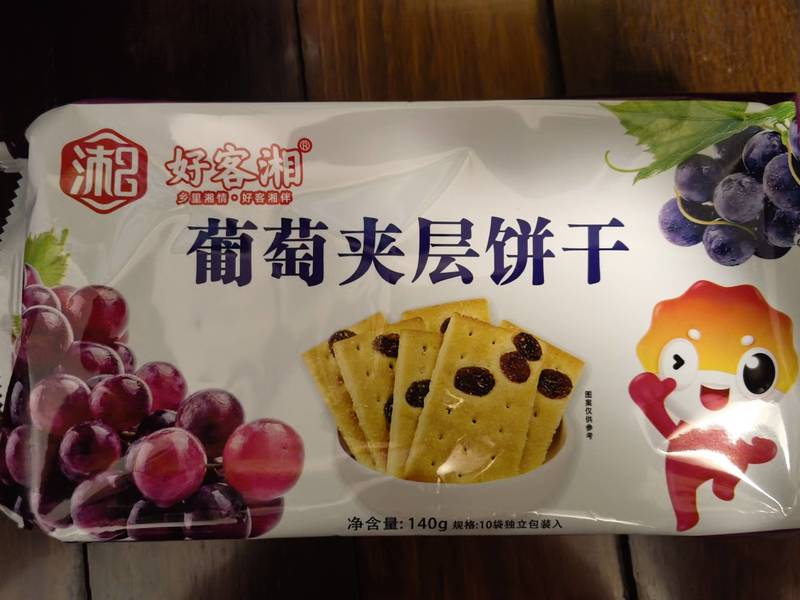 湘 好客湘®
乡里湘情·好客湘伴
葡萄夹层饼干
图案仅供参考
净含量: 140g 规格:10袋独立包装入